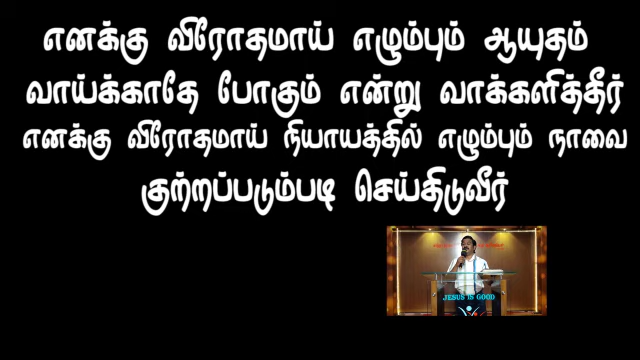 எனக்கு விரோதமாய் எழும்பும் ஆயுதம்
வாய்க்காதே போகும் என்று வாக்களித்தீர்
எனக்கு விரோதமாய் நியாயத்தில் எழும்பும் நாவை
குற்றப்படும்படி செய்திடுவீர்
JESUS IS GOOD